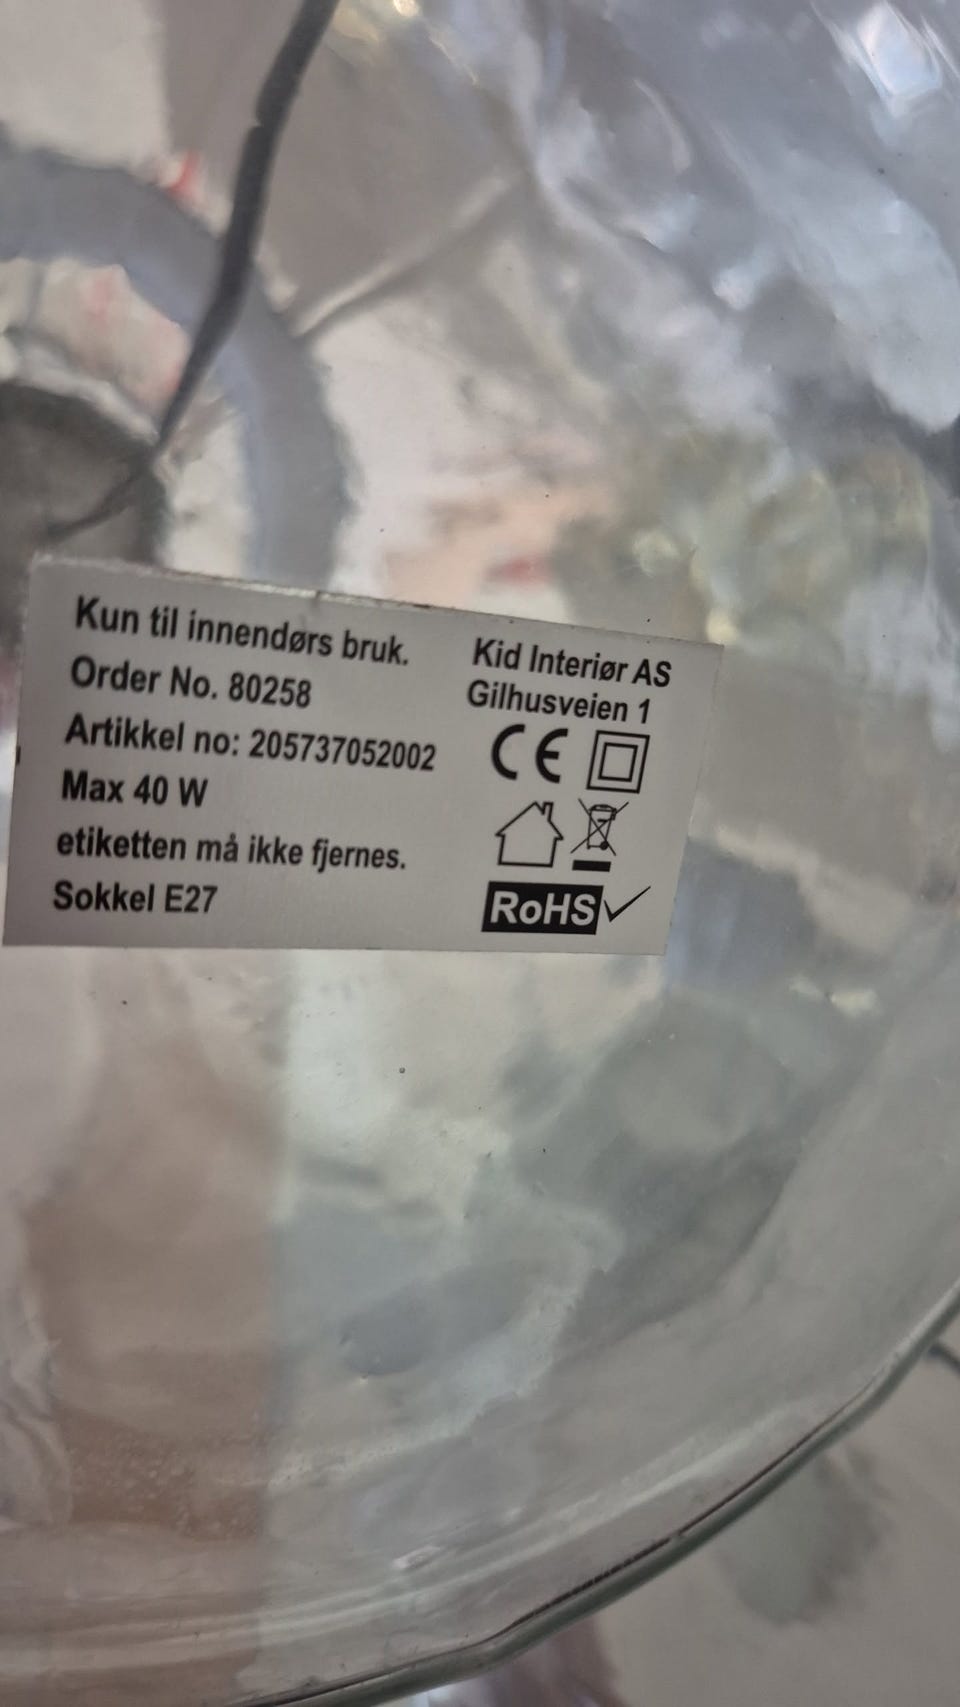 Kun til innendørs bruk.
Order No. 80258
Artikkel no: 205737052002
Max 40 W
etiketten må ikke fjernes.
Sokkel E27
Kid Interiør AS
Gilhusveien 1
CE
RoHS